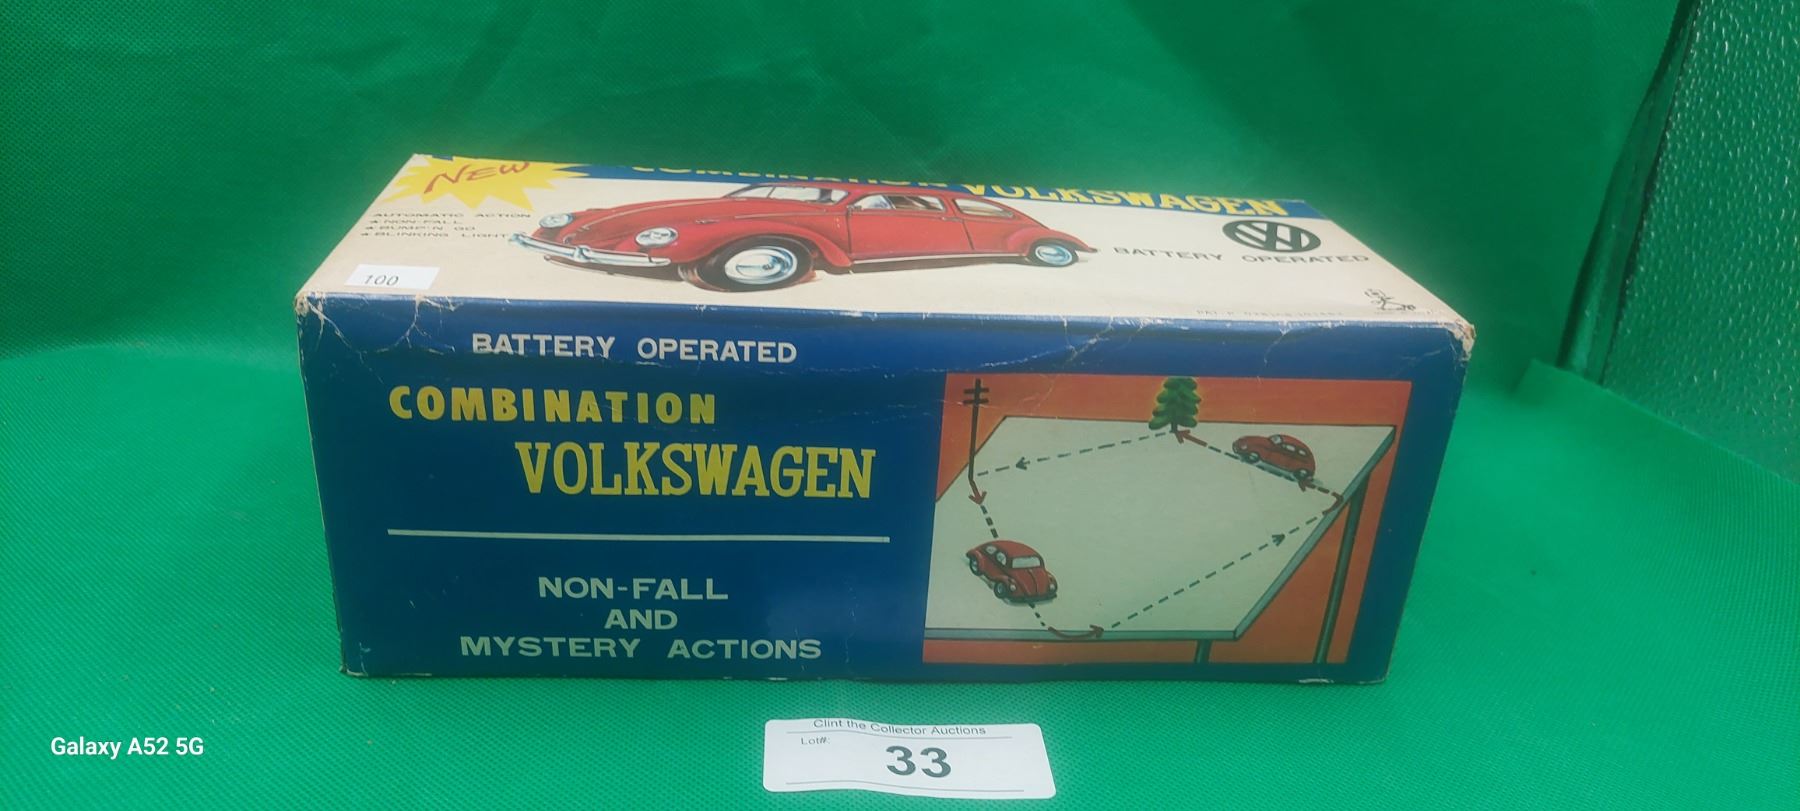 NEW
COMBINATION VOLKSWAGEN
AUTOMATIC ACTION
★ NON-FALL
★ BUMP'N GO
★ BLINKING LIGHT
BATTERY OPERATED
100
BATTERY OPERATED
COMBINATION
VOLKSWAGEN
NON-FALL
AND
MYSTERY ACTIONS
Clint the Collector Auctions
Lot#:
33
Galaxy A52 5G